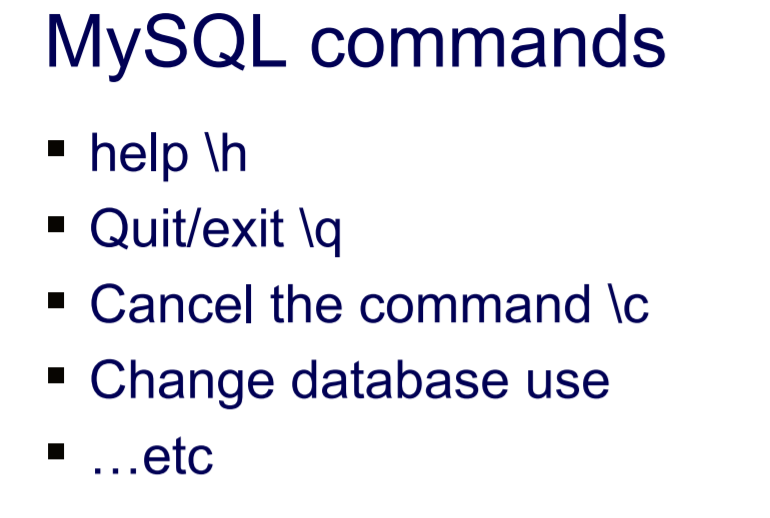 MySQL commands
▪ help \h
▪ Quit/exit \q
▪ Cancel the command \c
▪ Change database use
▪ …etc